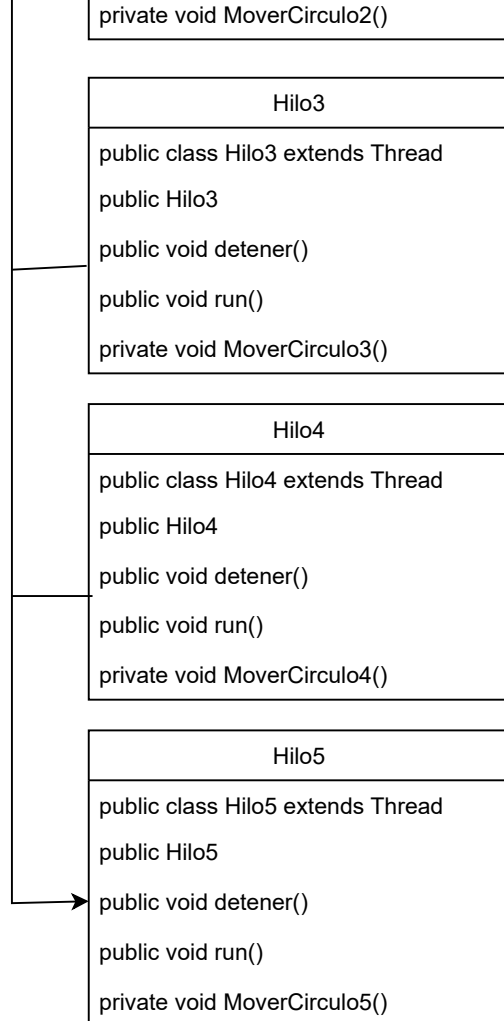 private void MoverCirculo2()
Hilo3
public class Hilo3 extends Thread
public Hilo3
public void detener()
public void run()
private void MoverCirculo3()
Hilo4
public class Hilo4 extends Thread
public Hilo4
public void detener()
public void run()
private void MoverCirculo4()
Hilo5
public class Hilo5 extends Thread
public Hilo5
public void detener()
public void run()
private void MoverCirculo5()